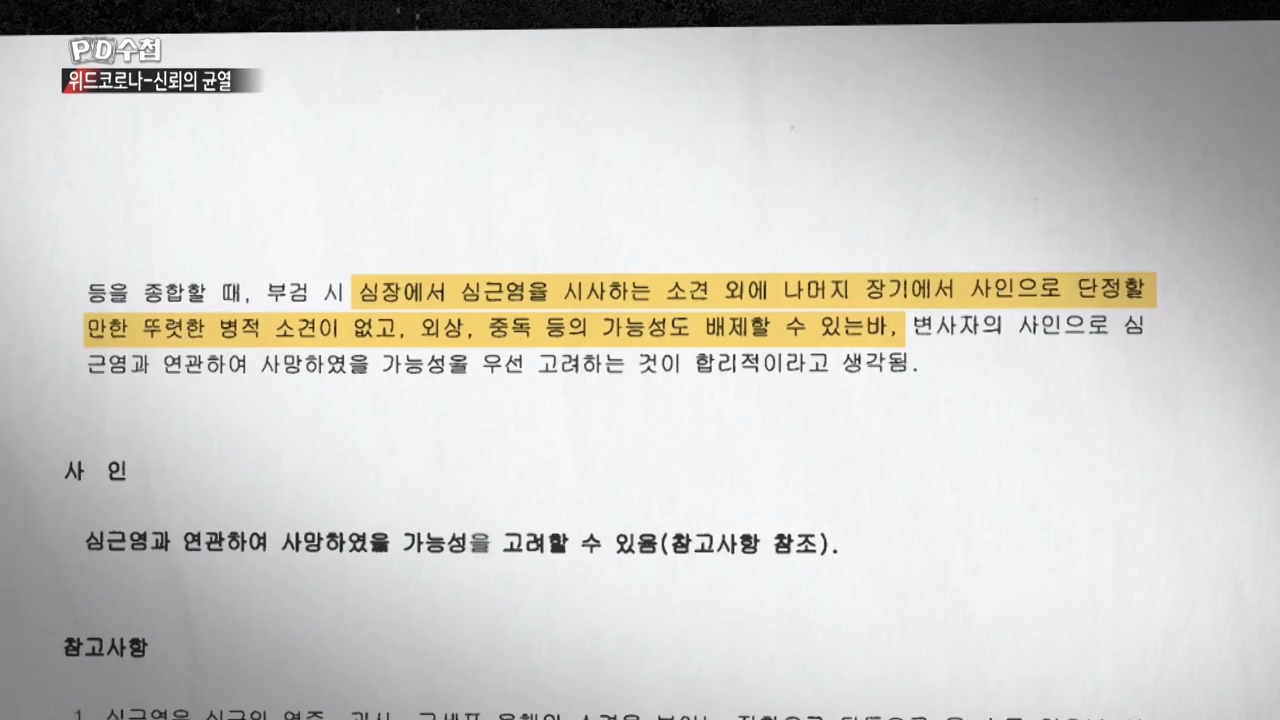 PD수첩
위드코로나-신뢰의 균열
등을 종합할 때, 부검 시 심장에서 심근염을 시사하는 소견 외에 나머지 장기에서 사인으로 단정할
만한 뚜렷한 병적 소견이 없고, 외상, 중독 등의 가능성도 배제할 수 있는바, 변사자의 사인으로 심
근염과 연관하여 사망하였을 가능성을 우선 고려하는 것이 합리적이라고 생각됨.
사 인
심근염과 연관하여 사망하였을 가능성을 고려할 수 있음(참고사항 참조).
참고사항